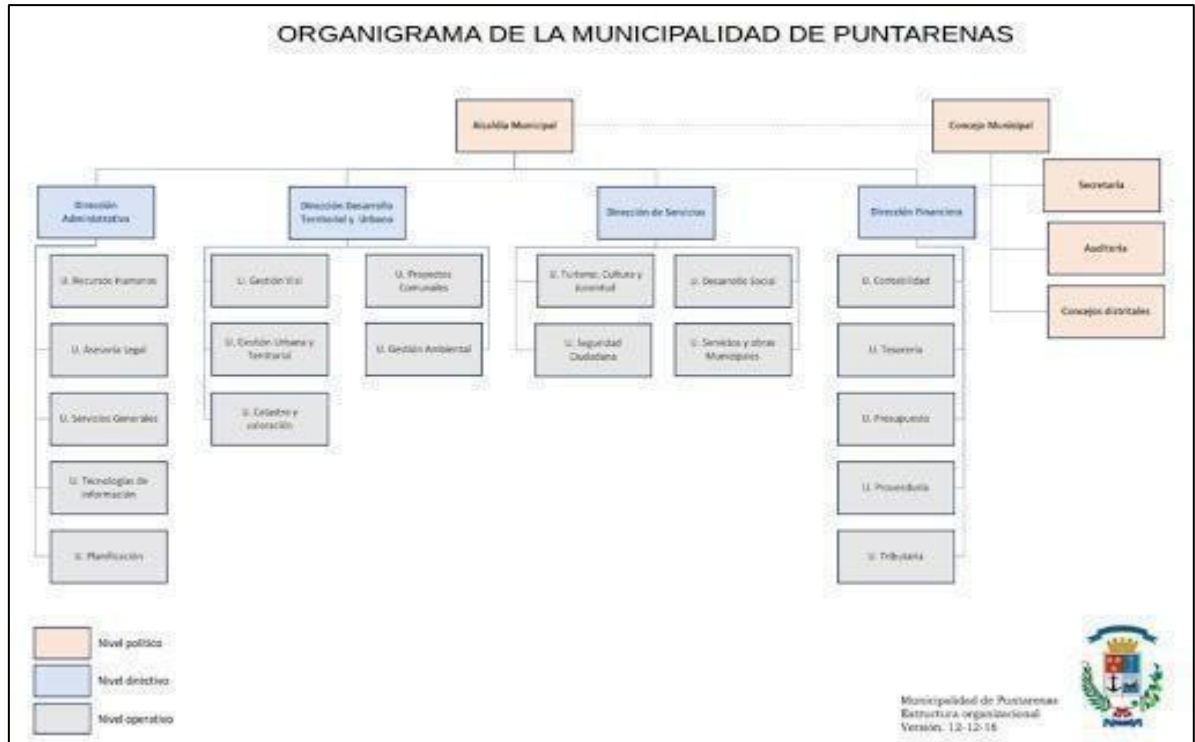 ORGANIGRAMA DE LA MUNICIPALIDAD DE PUNTARENAS
Alcaldía Municipal
Concejo Municipal
Secretaría
Auditoría
Concejos distritales
Dirección
Administrativa
Dirección Desarrollo
Territorial y Urbano
Dirección de Servicios
Dirección Financiera
U. Recursos Humanos
U. Asesoría Legal
U. Servicios Generales
U. Tecnologías de
información
U. Planificación
U. Gestión Vial
U. Gestión Urbana y
Territorial
U. Catastro y
valoración
U. Proyectos
Comunales
U. Gestión Ambiental
U. Turismo, Cultura y
Juventud
U. Seguridad
Ciudadana
U. Desarrollo Social
U. Servicios y obras
Municipales
U. Contabilidad
U. Tesorería
U. Presupuesto
U. Proveeduría
U. Tributaria
Nivel político
Nivel directivo
Nivel operativo
Municipalidad de Puntarenas
Estructura organizacional
Versión. 12-12-16